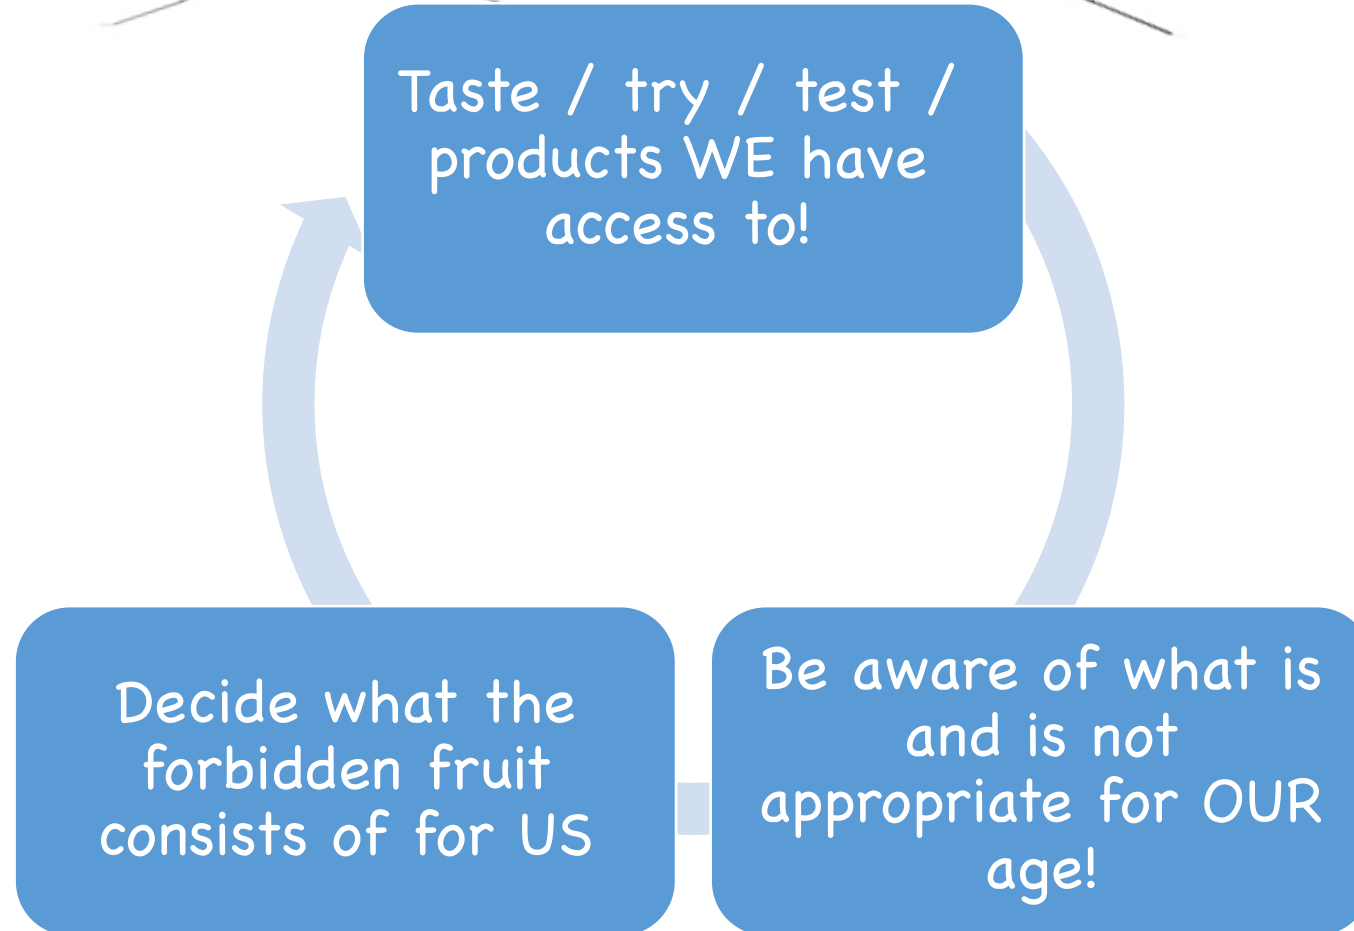 Taste / try / test /
products WE have
access to!
Decide what the
forbidden fruit
consists of for US
Be aware of what is
and is not
appropriate for OUR
age!